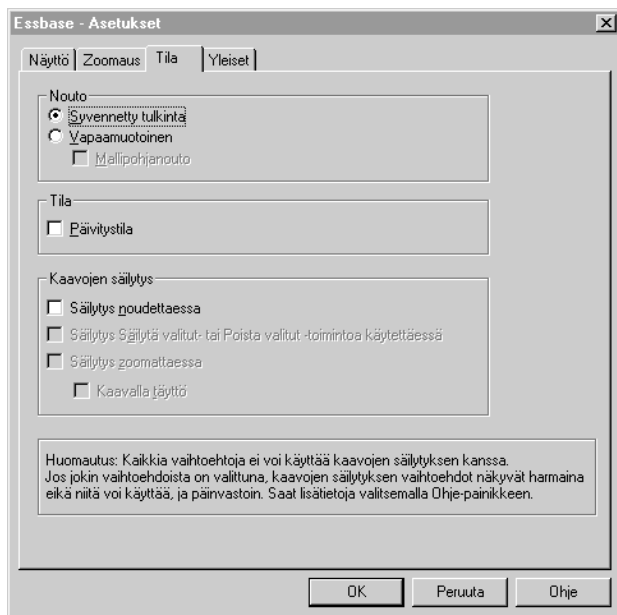 Essbase - Asetukset
Näyttö Zoomaus Tila Yleiset
Nouto
Syvennetty tulkinta
Vapaamuotoinen
Mallipohjanouto
Tila
Päivitystila
Kaavojen säilytys
Säilytys noudettaessa
Säilytys Säilytä valitut- tai Poista valitut -toimintoa käytettäessä
Säilytys zoomattaessa
Kaavalla täyttö
Huomautus: Kaikkia vaihtoehtoja ei voi käyttää kaavojen säilytyksen kanssa.
Jos jokin vaihtoehdoista on valittuna, kaavojen säilytyksen vaihtoehdot näkyvät harmaina
eikä niitä voi käyttää, ja päinvastoin. Saat lisätietoja valitsemalla Ohje-painikkeen.
OK Peruuta Ohje